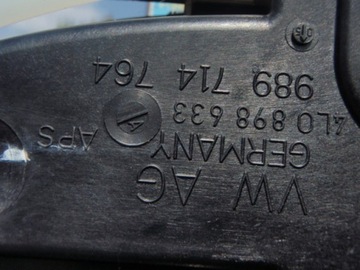 VW AG
GERMANY
4L0 898 633
A
APS
989 714 764